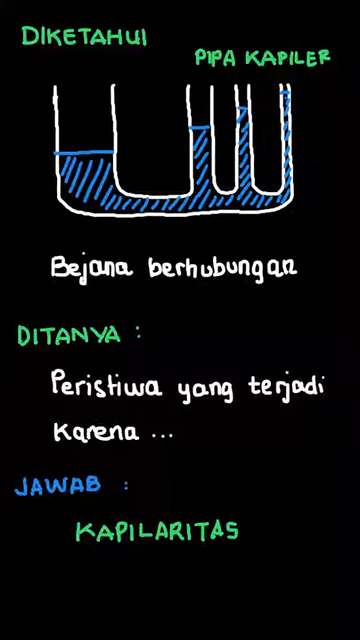 DIKETAHUI
PIPA KAPILER
Bejana berhubungan
DITANYA :
Peristiwa yang terjadi
karena ...
JAWAB :
KAPILARITAS